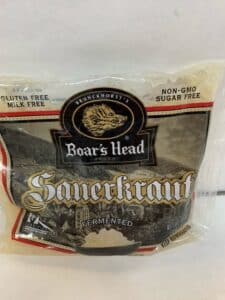 GLUTEN FREE
MILK FREE
NON-GMO
SUGAR FREE
BRUNCKHORST'S
Boar's Head
BRAND
Sauerkraut
FERMENTED